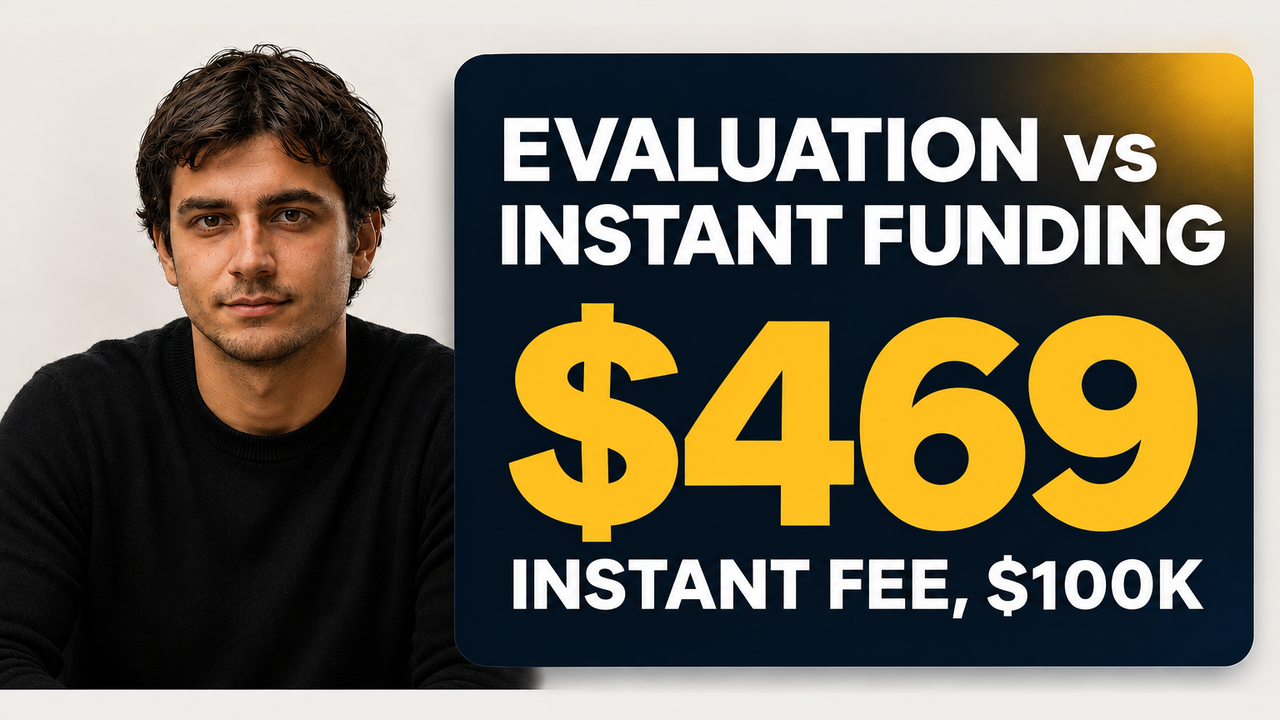 EVALUATION vs
INSTANT FUNDING
$469
INSTANT FEE, $100K